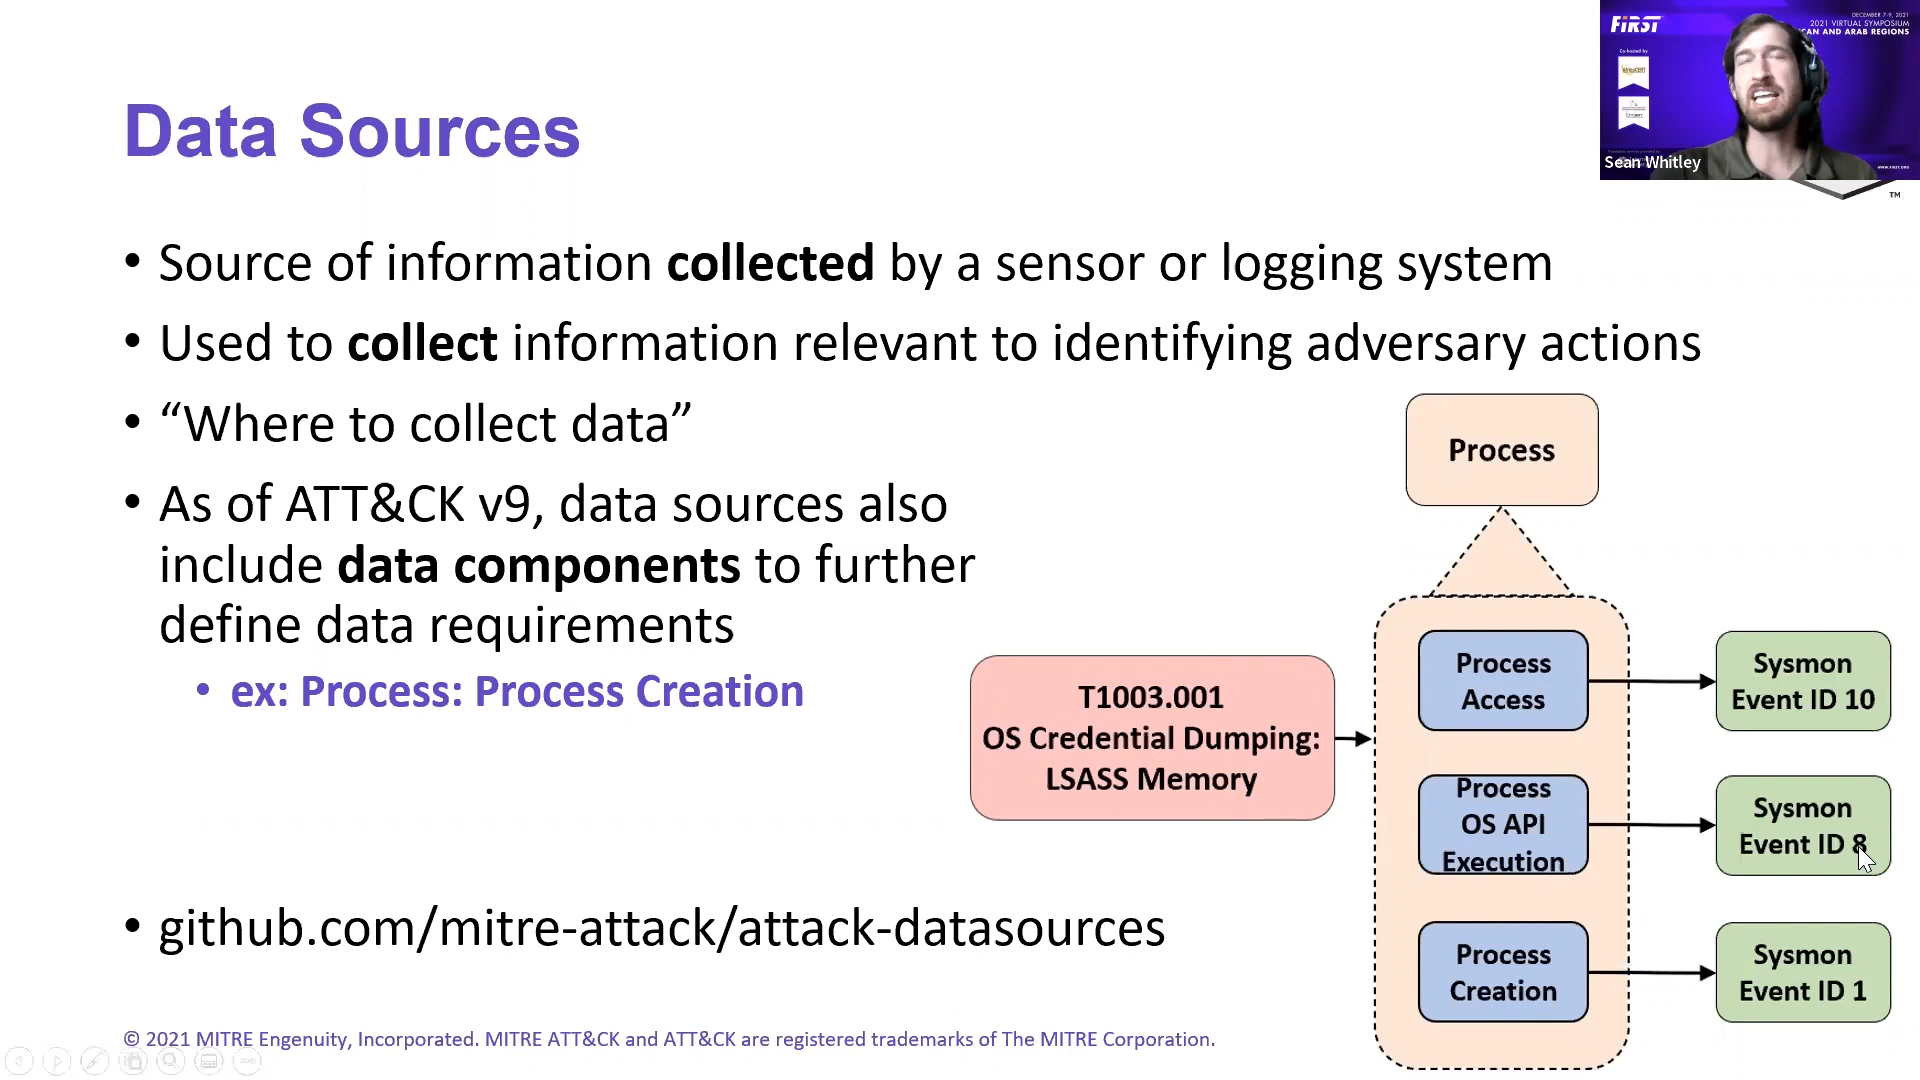 FIRST
DECEMBER 7-9, 2021
2021 VIRTUAL SYMPOSIUM
CAN AND ARAB REGIONS
Co-hosted by
Sean Whitley
www.first.org
TM
Data Sources
• Source of information collected by a sensor or logging system
• Used to collect information relevant to identifying adversary actions
• “Where to collect data”
• As of ATT&CK v9, data sources also
include data components to further
define data requirements
• ex: Process: Process Creation
• github.com/mitre-attack/attack-datasources
Process
T1003.001
OS Credential Dumping:
LSASS Memory
Process
Access
Sysmon
Event ID 10
Process
OS API
Execution
Sysmon
Event ID 8
Process
Creation
Sysmon
Event ID 1
© 2021 MITRE Engenuity, Incorporated. MITRE ATT&CK and ATT&CK are registered trademarks of The MITRE Corporation.